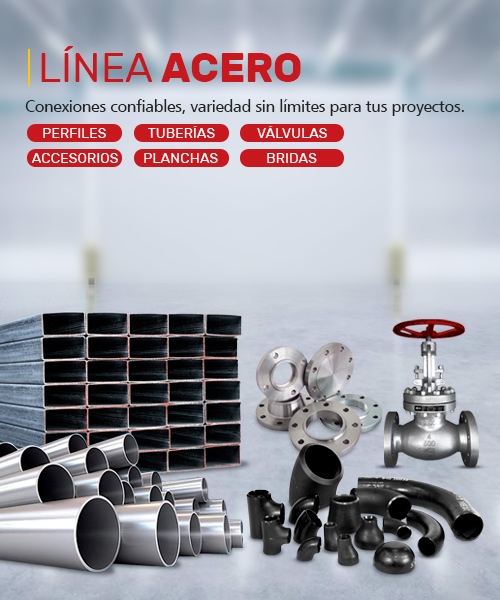 LÍNEA ACERO
Conexiones confiables, variedad sin límites para tus proyectos.
PERFILES TUBERÍAS VÁLVULAS
ACCESORIOS PLANCHAS BRIDAS